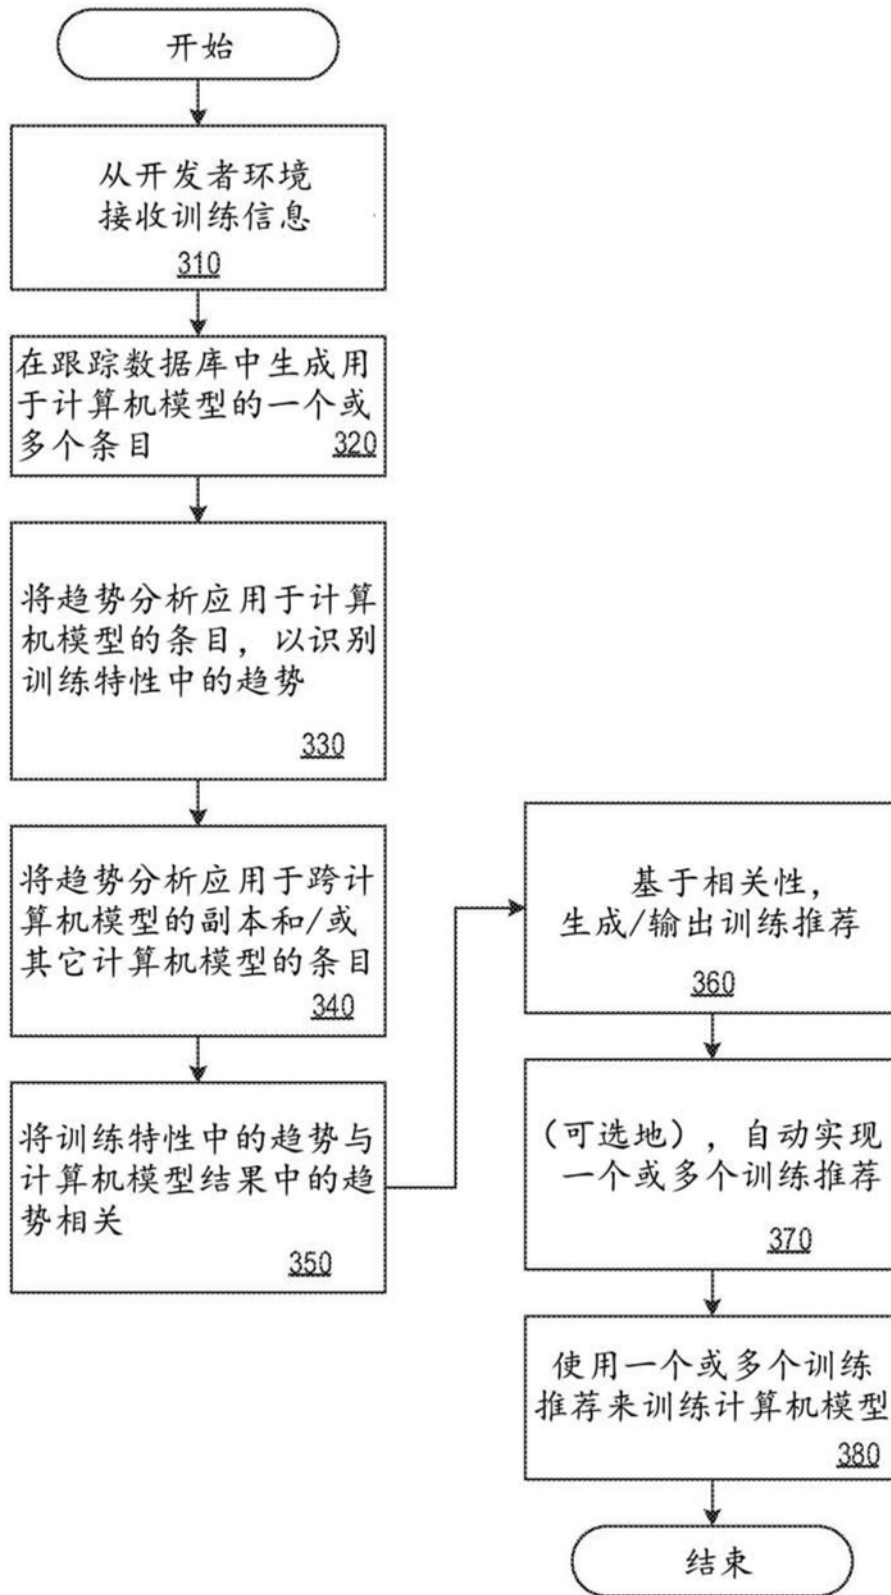 开始
从开发者环境
接收训练信息
310
在跟踪数据库中生成用
于计算机模型的一个或
多个条目
320
将趋势分析应用于计算
机模型的条目，以识别
训练特性中的趋势
330
将趋势分析应用于跨计
算机模型的副本和/或
其它计算机模型的条目
340
将训练特性中的趋势与
计算机模型结果中的趋
势相关
350
基于相关性，
生成/输出训练推荐
360
（可选地），自动实现
一个或多个训练推荐
370
使用一个或多个训练
推荐来训练计算机模型
380
结束